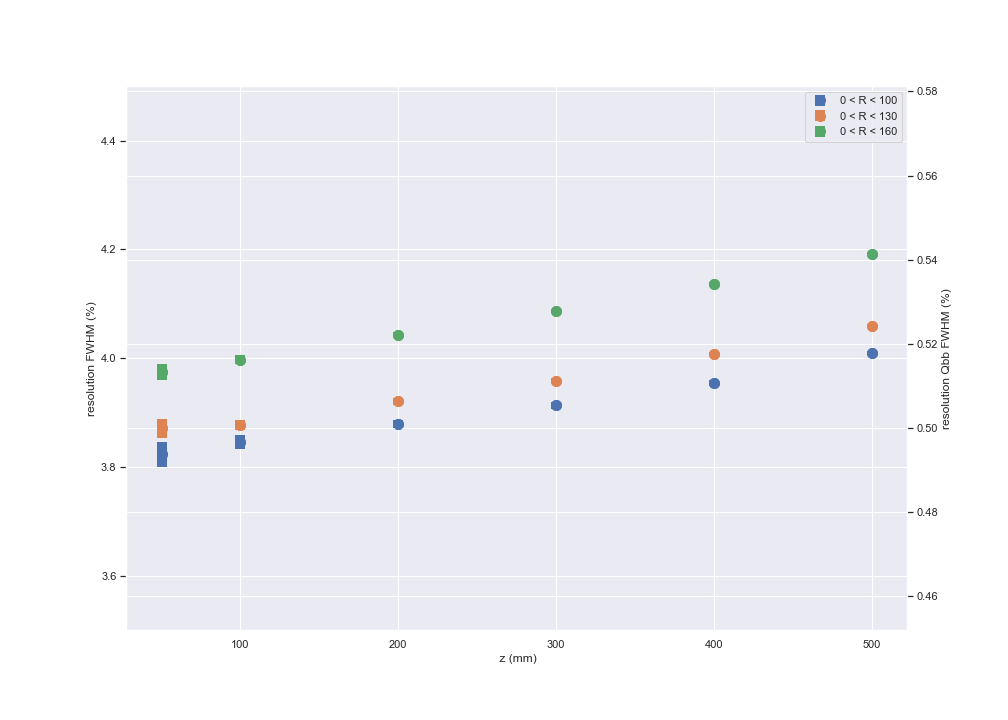 0 < R < 100
0 < R < 130
0 < R < 160
4.4
4.2
4.0
3.8
3.6
resolution FWHM (%)
0.58
0.56
0.54
0.52
0.50
0.48
0.46
resolution Qbb FWHM (%)
100
200
300
400
500
z (mm)